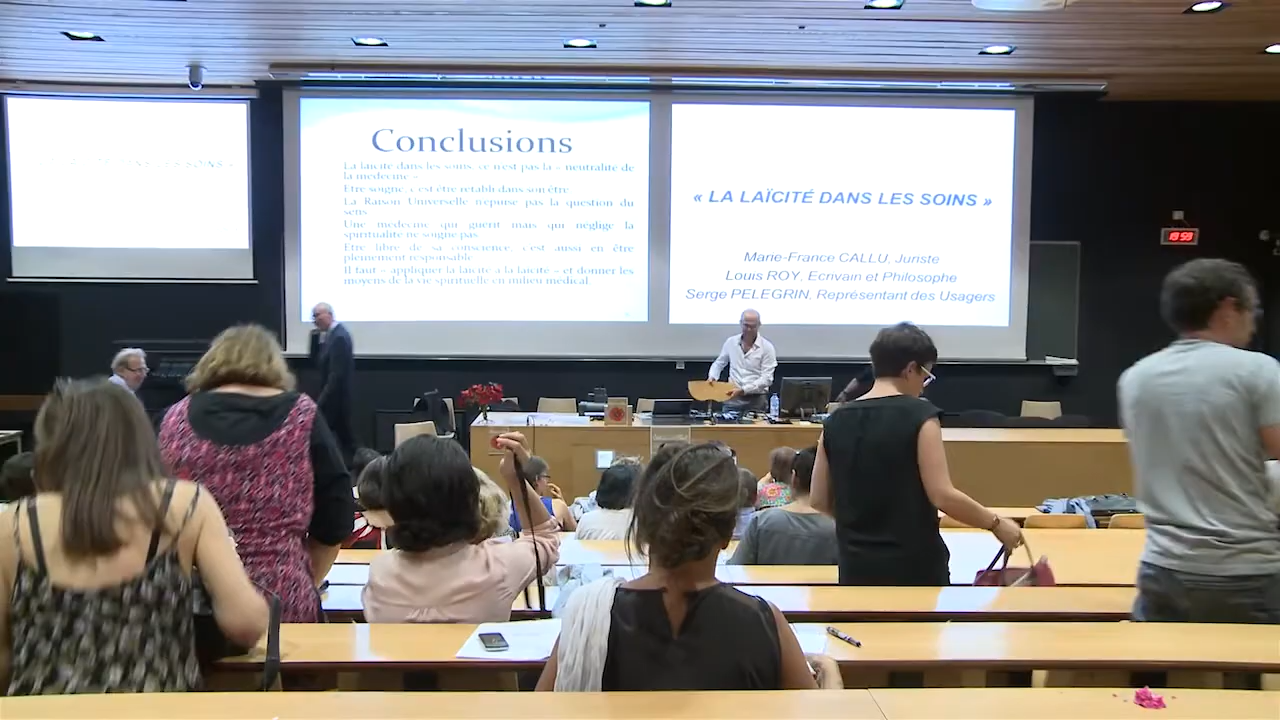 Conclusions
La laïcité dans les soins, ce n'est pas la « neutralité de
la médecine »
Etre soigné, c'est être rétabli dans son être
La Raison Universelle n'épuise pas la question du
sens
Une médecine qui guérit mais qui néglige la
spiritualité ne soigne pas
Etre libre de sa conscience, c'est aussi en être
pleinement responsable
Il faut « appliquer la laïcité à la laïcité » et donner les
moyens de la vie spirituelle en milieu médical
« LA LAÏCITÉ DANS LES SOINS »
Marie-France CALLU, Juriste
Louis ROY, Ecrivain et Philosophe
Serge PELEGRIN, Représentant des Usagers